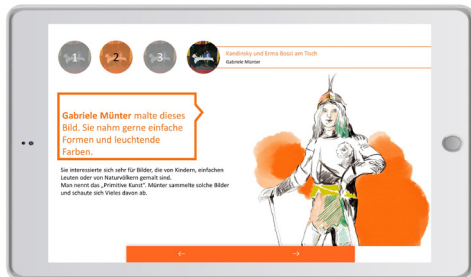 1
2
3
Kandinsky und Erma Bossi am Tisch
Gabriele Münter
Gabriele Münter malte dieses
Bild. Sie nahm gerne einfache
Formen und leuchtende
Farben.
Sie interessierte sich sehr für Bilder, die von Kindern, einfachen
Leuten oder von Naturvölkern gemalt sind.
Man nennt das „Primitive Kunst“. Münter sammelte solche Bilder
und schaute sich Vieles davon ab.